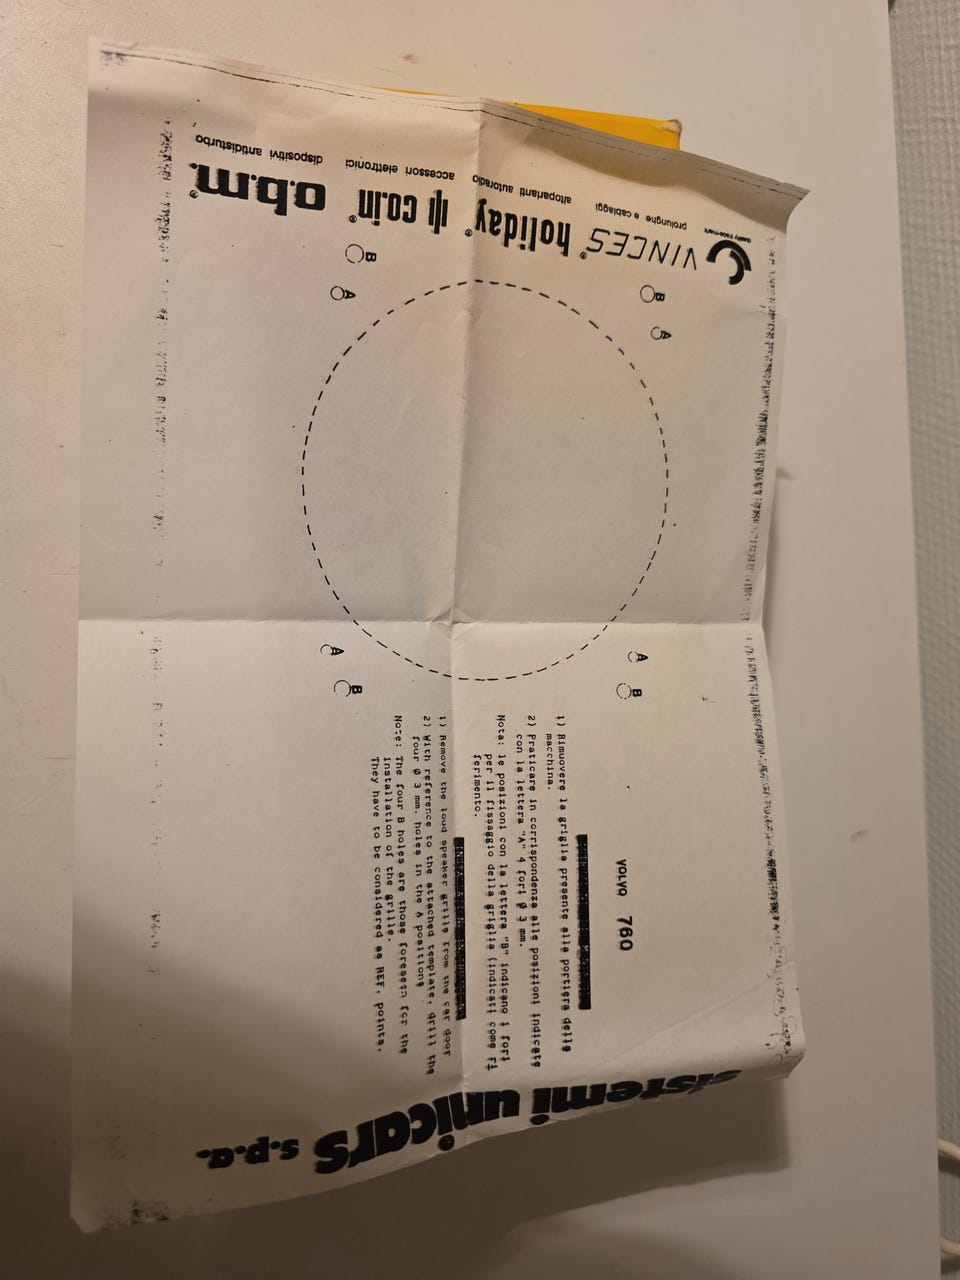 sistemi unicars s.p.a.
VOLVO 760
1) Rimuovere la griglia presente alla portiera della
macchina.
2) Praticare in corrispondenza alle posizioni indicate
con la lettera "A" 4 fori Ø 3 mm.
Nota: le posizioni con la lettera "B" indicano i fori
per il fissaggio della griglia (indicati come ri
ferimento.
1) Remove the loud speaker grille from the car door
2) With reference to the attached template, drill the
four Ø 3 mm. holes in the A positions
Note: The four B holes are those foreseen for the
installation of the grille.
They have to be considered as REF. points.
B
A
A
B
A
B
B
A
quality trade-mark
VINCES®
prolunghe e cablaggi
holiday®
altoparlanti autoradio
co.in®
accessori elettronici
o.b.m.®
dispositivi antidisturbo